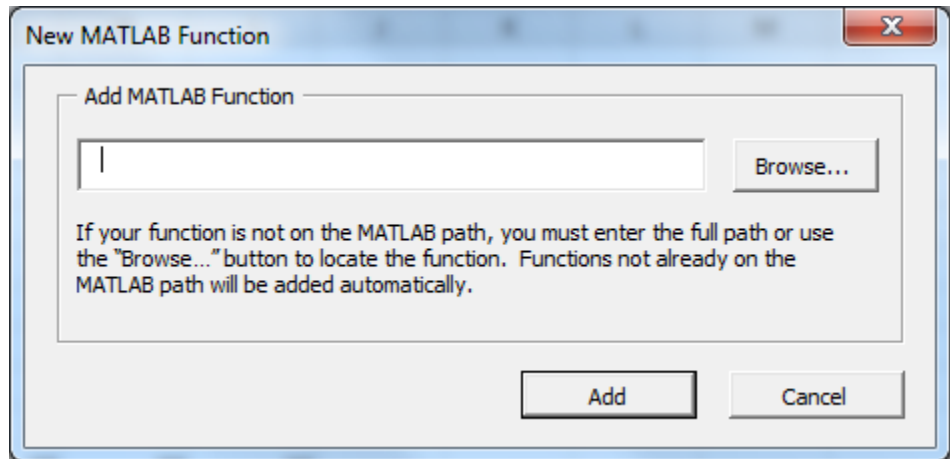 New MATLAB Function
Add MATLAB Function
Browse...
If your function is not on the MATLAB path, you must enter the full path or use
the "Browse..." button to locate the function.  Functions not already on the
MATLAB path will be added automatically.
Add
Cancel